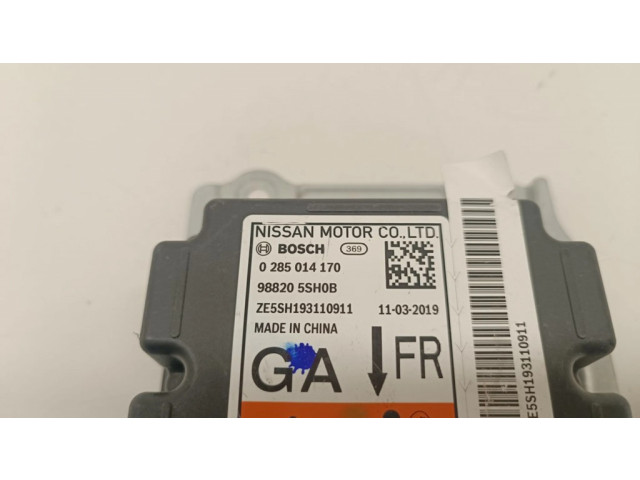 NISSAN MOTOR CO.,LTD.
BOSCH 369
0 285 014 170
98820 5SH0B
ZE5SH193110911 11-03-2019
MADE IN CHINA
GA FR
ZE5SH193110911